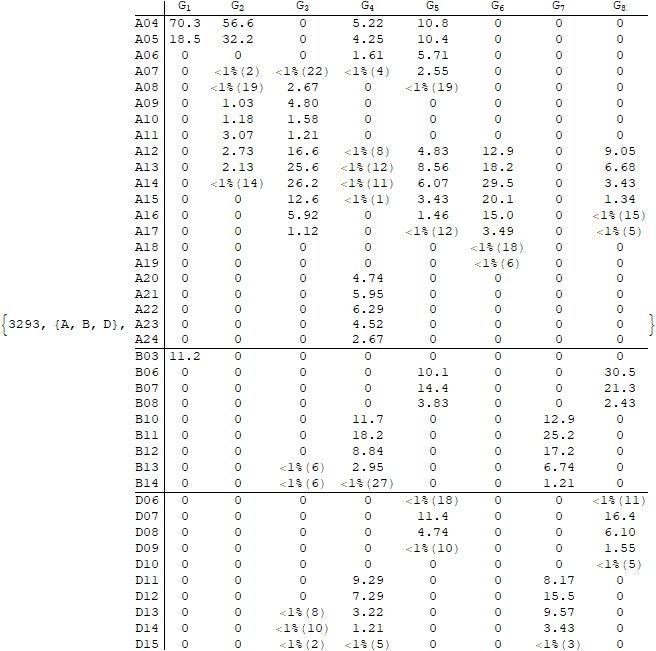 G₁ G₂ G₃ G₄ G₅ G₆ G₇ G₈
A04 70.3 56.6 0 5.22 10.8 0 0 0
A05 18.5 32.2 0 4.25 10.4 0 0 0
A06 0 0 0 1.61 5.71 0 0 0
A07 0 <1%(2) <1%(22) <1%(4) 2.55 0 0 0
A08 0 <1%(19) 2.67 0 <1%(19) 0 0 0
A09 0 1.03 4.80 0 0 0 0 0
A10 0 1.18 1.58 0 0 0 0 0
A11 0 3.07 1.21 0 0 0 0 0
A12 0 2.73 16.6 <1%(8) 4.83 12.9 0 9.05
A13 0 2.13 25.6 <1%(12) 8.56 18.2 0 6.68
A14 0 <1%(14) 26.2 <1%(11) 6.07 29.5 0 3.43
A15 0 0 12.6 <1%(1) 3.43 20.1 0 1.34
A16 0 0 5.92 0 1.46 15.0 0 <1%(15)
A17 0 0 1.12 0 <1%(12) 3.49 0 <1%(5)
A18 0 0 0 0 0 <1%(18) 0 0
A19 0 0 0 0 0 <1%(6) 0 0
A20 0 0 0 4.74 0 0 0 0
A21 0 0 0 5.95 0 0 0 0
A22 0 0 0 6.29 0 0 0 0
{3293, {A, B, D}, A23 0 0 0 4.52 0 0 0 0 }
A24 0 0 0 2.67 0 0 0 0
B03 11.2 0 0 0 0 0 0 0
B06 0 0 0 0 10.1 0 0 30.5
B07 0 0 0 0 14.4 0 0 21.3
B08 0 0 0 0 3.83 0 0 2.43
B10 0 0 0 11.7 0 0 12.9 0
B11 0 0 0 18.2 0 0 25.2 0
B12 0 0 0 8.84 0 0 17.2 0
B13 0 0 <1%(6) 2.95 0 0 6.74 0
B14 0 0 <1%(6) <1%(27) 0 0 1.21 0
D06 0 0 0 0 <1%(18) 0 0 <1%(11)
D07 0 0 0 0 11.4 0 0 16.4
D08 0 0 0 0 4.74 0 0 6.10
D09 0 0 0 0 <1%(10) 0 0 1.55
D10 0 0 0 0 0 0 0 <1%(5)
D11 0 0 0 9.29 0 0 8.17 0
D12 0 0 0 7.29 0 0 15.5 0
D13 0 0 <1%(8) 3.22 0 0 9.57 0
D14 0 0 <1%(10) 1.21 0 0 3.43 0
D15 0 0 <1%(2) <1%(5) 0 0 <1%(3) 0